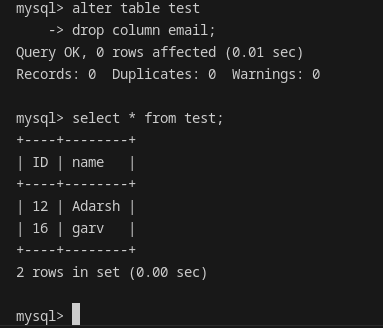 mysql> alter table test
    -> drop column email;
Query OK, 0 rows affected (0.01 sec)
Records: 0  Duplicates: 0  Warnings: 0

mysql> select * from test;
+----+--------+
| ID | name   |
+----+--------+
| 12 | Adarsh |
| 16 | garv   |
+----+--------+
2 rows in set (0.00 sec)

mysql>